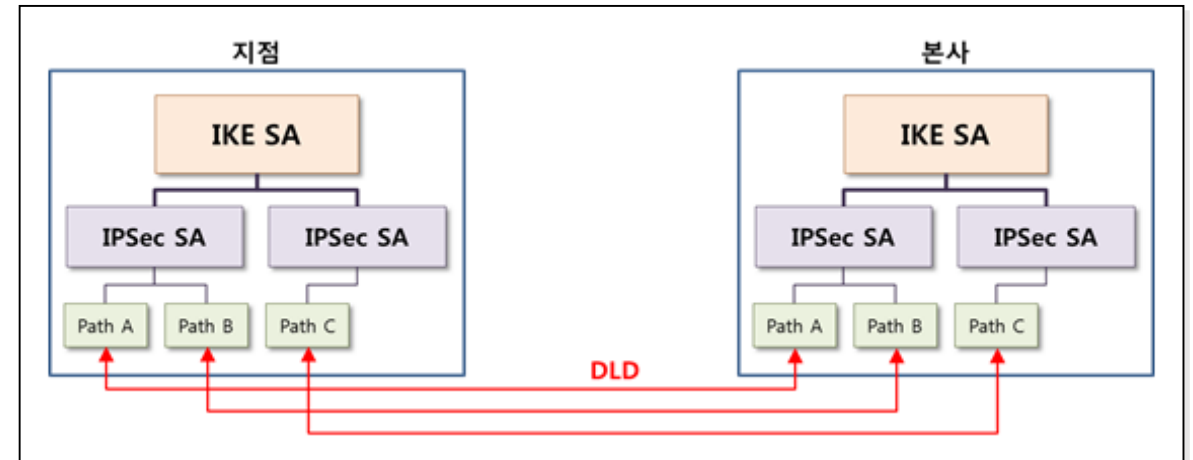 지점
본사
IKE SA
IKE SA
IPSec SA
IPSec SA
IPSec SA
IPSec SA
Path A
Path B
Path C
Path A
Path B
Path C
DLD